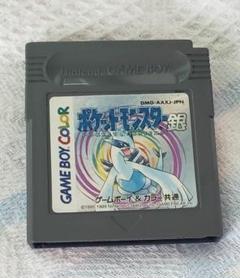 Nintendo GAME BOY
DMG-AAXJ-JPN
ポケットモンスター銀
GAME BOY COLOR
ゲームボーイ & カラー共通